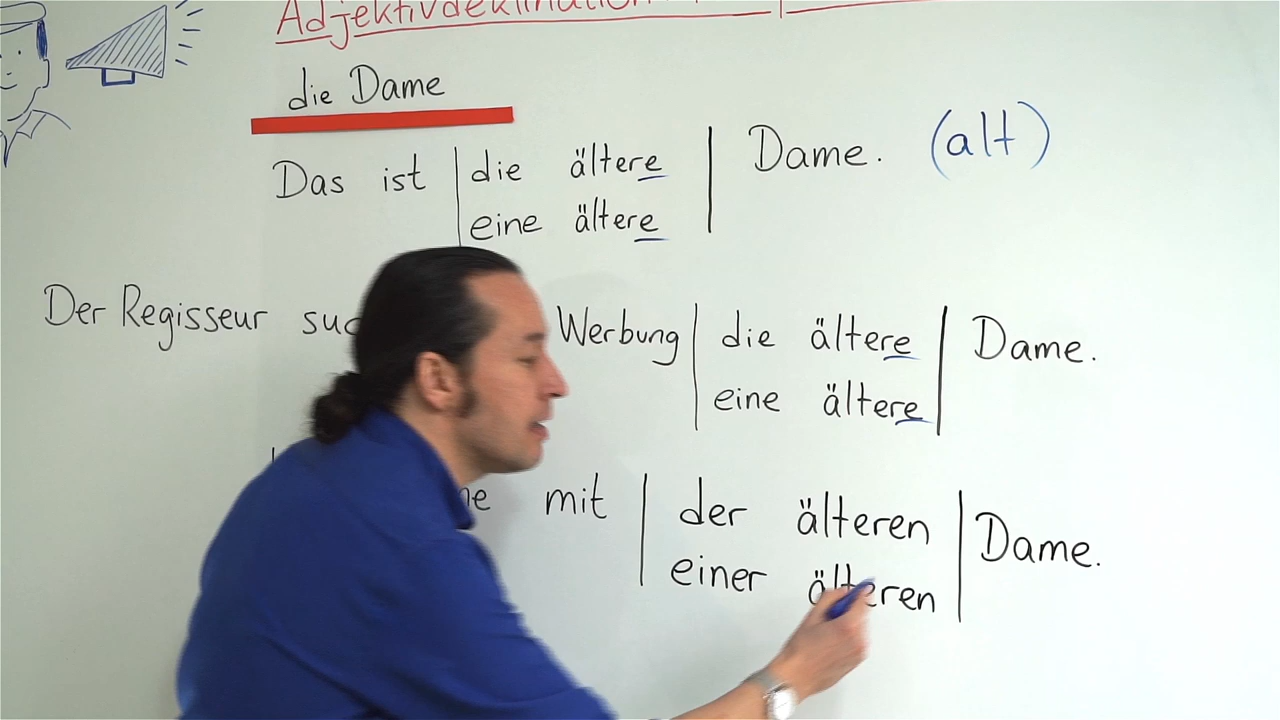 die Dame
Das ist die ältere Dame. (alt)
eine ältere
Der Regisseur Werbung die ältere Dame.
eine ältere
mit der älteren Dame.
einer älteren